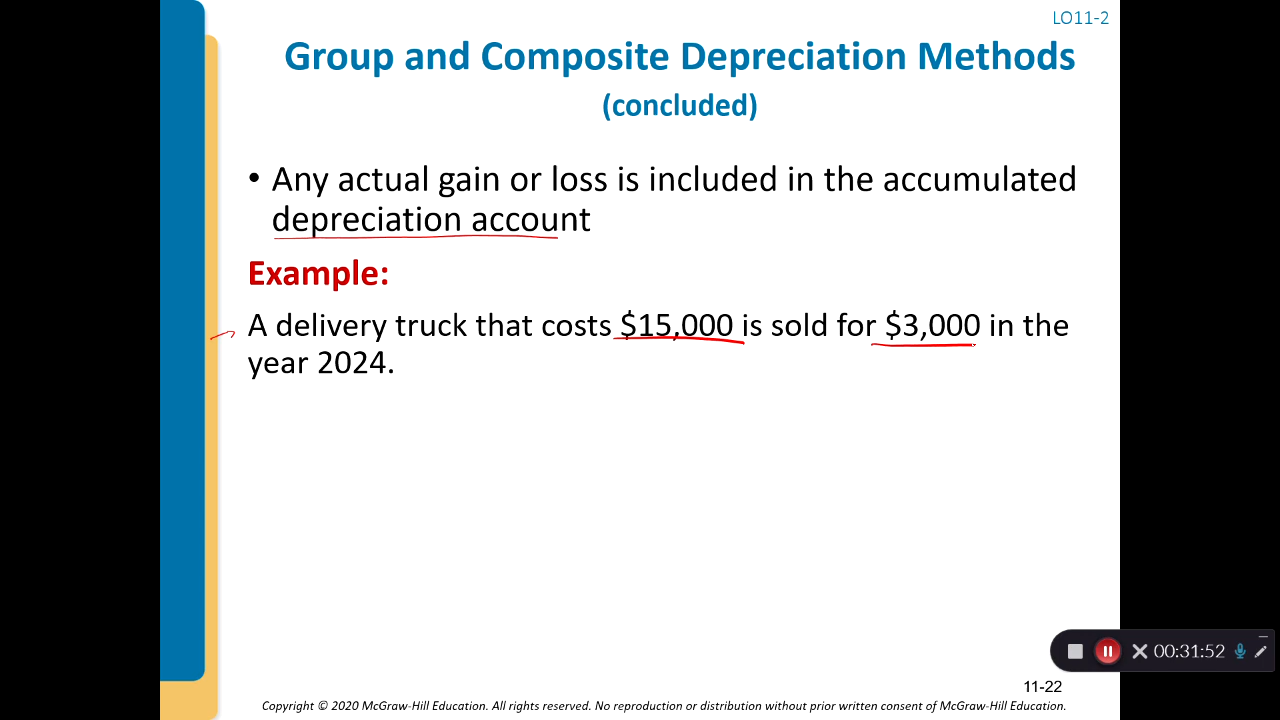 LO11-2
Group and Composite Depreciation Methods
(concluded)
• Any actual gain or loss is included in the accumulated
depreciation account
Example:
A delivery truck that costs $15,000 is sold for $3,000 in the
year 2024.
00:31:52
11-22
Copyright © 2020 McGraw-Hill Education. All rights reserved. No reproduction or distribution without prior written consent of McGraw-Hill Education.